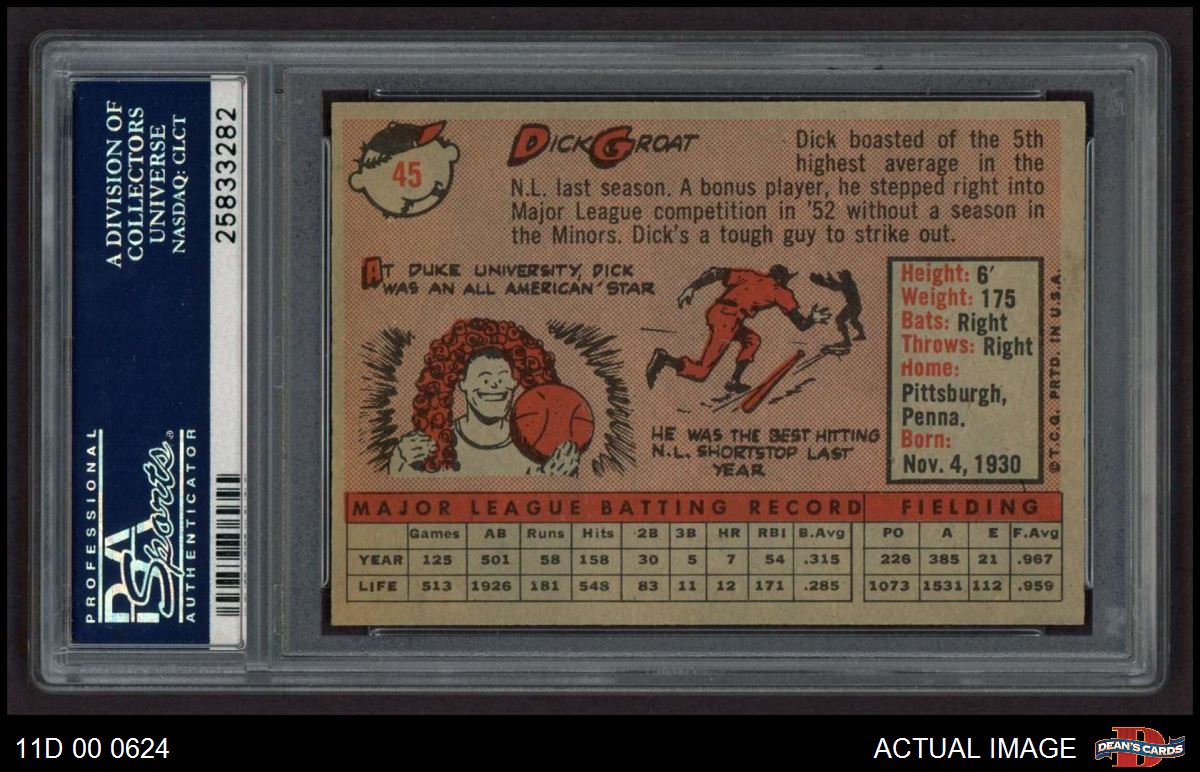 A DIVISION OF
COLLECTORS
UNIVERSE
NASDAQ: CLCT
25833282
PROFESSIONAL
PSA
Sports®
AUTHENTICATOR
45
DICK GROAT
Dick boasted of the 5th
highest average in the
N.L. last season. A bonus player, he stepped right into
Major League competition in '52 without a season in
the Minors. Dick's a tough guy to strike out.
AT DUKE UNIVERSITY, DICK
WAS AN ALL AMERICAN STAR
HE WAS THE BEST HITTING
N.L. SHORTSTOP LAST
YEAR
Height: 6'
Weight: 175
Bats: Right
Throws: Right
Home:
Pittsburgh,
Penna.
Born:
Nov. 4, 1930
©T.C.G. PRTD. IN U.S.A.
MAJOR LEAGUE BATTING RECORD FIELDING
Games AB Runs Hits 2B 3B HR RBI B.Avg PO A E F.Avg
YEAR 125 501 58 158 30 5 7 54 .315 226 385 21 .967
LIFE 513 1926 181 548 83 11 12 171 .285 1073 1531 112 .959
11D 00 0624
ACTUAL IMAGE
D
DEAN'S CARDS